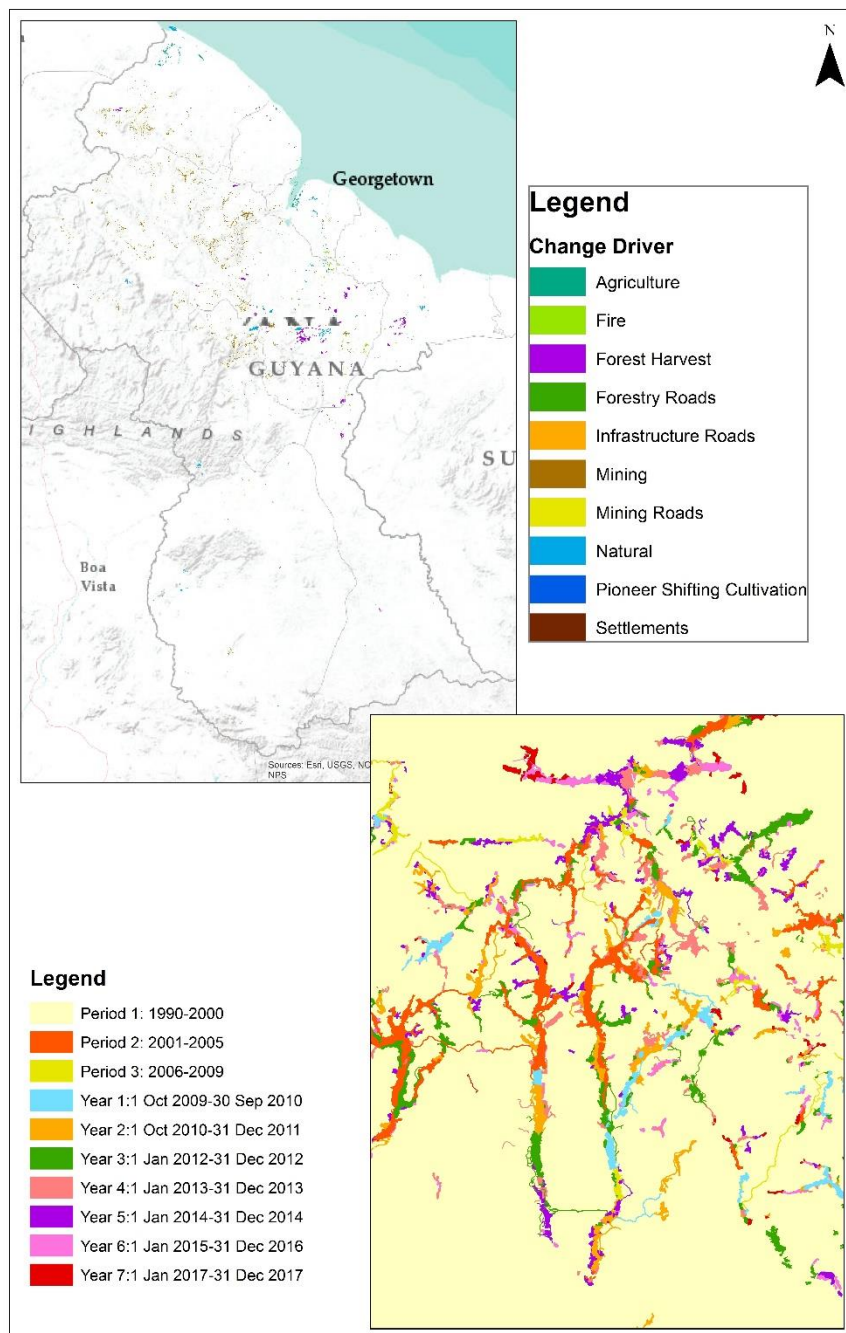 N
Georgetown
GUYANA
IGHLANDS
SU
Boa
Vista
Sources: Esri, USGS, NO
NPS
Legend
Change Driver
Agriculture
Fire
Forest Harvest
Forestry Roads
Infrastructure Roads
Mining
Mining Roads
Natural
Pioneer Shifting Cultivation
Settlements
Legend
Period 1: 1990-2000
Period 2: 2001-2005
Period 3: 2006-2009
Year 1:1 Oct 2009-30 Sep 2010
Year 2:1 Oct 2010-31 Dec 2011
Year 3:1 Jan 2012-31 Dec 2012
Year 4:1 Jan 2013-31 Dec 2013
Year 5:1 Jan 2014-31 Dec 2014
Year 6:1 Jan 2015-31 Dec 2016
Year 7:1 Jan 2017-31 Dec 2017